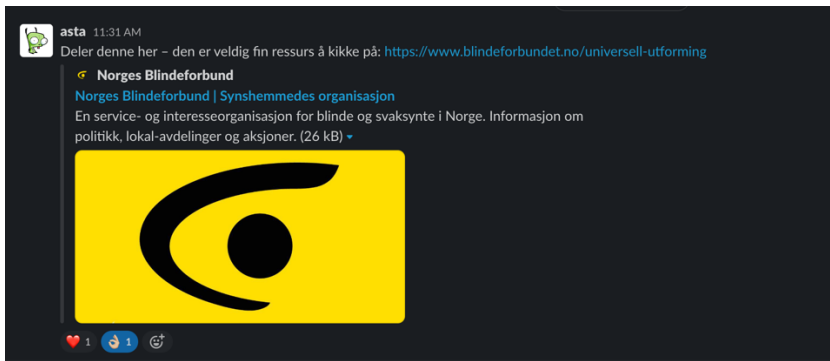 asta 11:31 AM
Deler denne her – den er veldig fin ressurs å kikke på: https://www.blindeforbundet.no/universell-utforming
Norges Blindeforbund
Norges Blindeforbund | Synshemmedes organisasjon
En service- og interesseorganisasjon for blinde og svaksynte i Norge. Informasjon om
politikk, lokal-avdelinger og aksjoner. (26 kB)
1 1